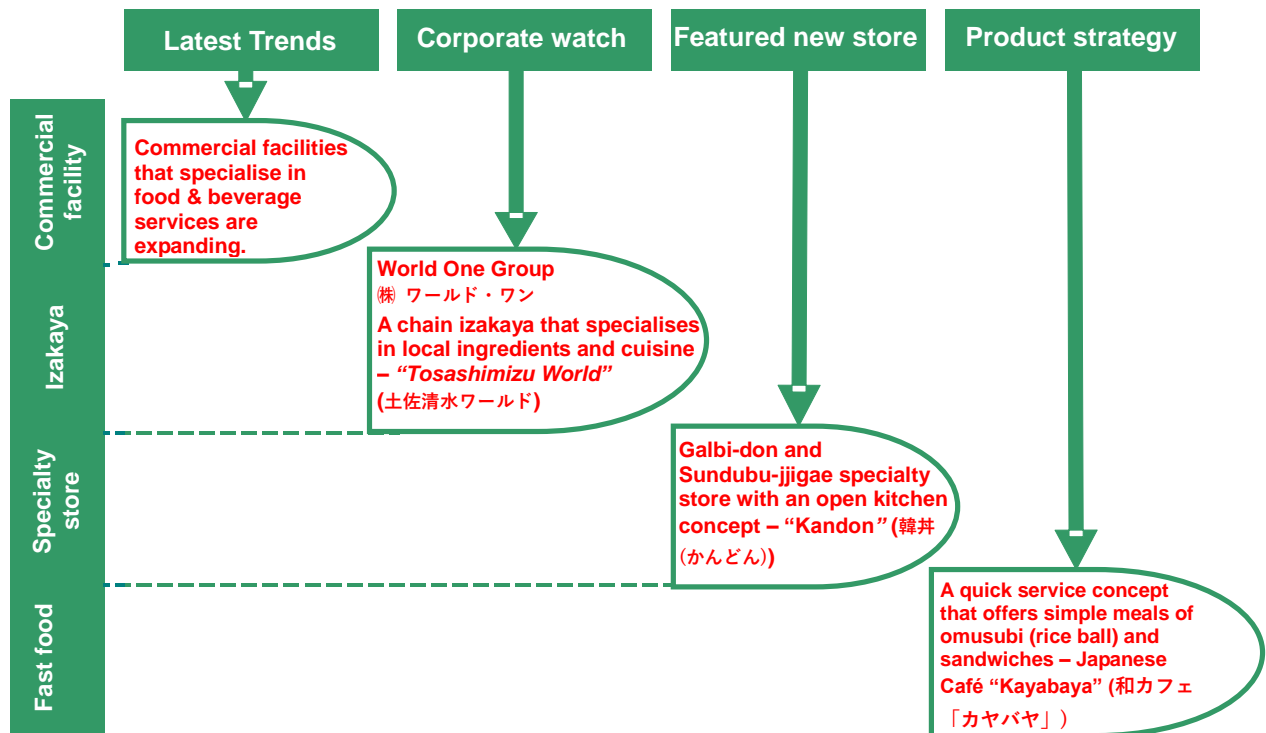 Latest Trends
Corporate watch
Featured new store
Product strategy
Commercial
facility
Commercial facilities
that specialise in
food & beverage
services are
expanding.
Izakaya
World One Group
㈱ ワールド・ワン
A chain izakaya that specialises
in local ingredients and cuisine
– “Tosashimizu World”
(土佐清水ワールド)
Specialty
store
Galbi-don and
Sundubu-jjigae specialty
store with an open kitchen
concept – “Kandon” (韓丼
(かんどん))
Fast food
A quick service concept
that offers simple meals of
omusubi (rice ball) and
sandwiches – Japanese
Café “Kayabaya” (和カフェ
「カヤバヤ」)